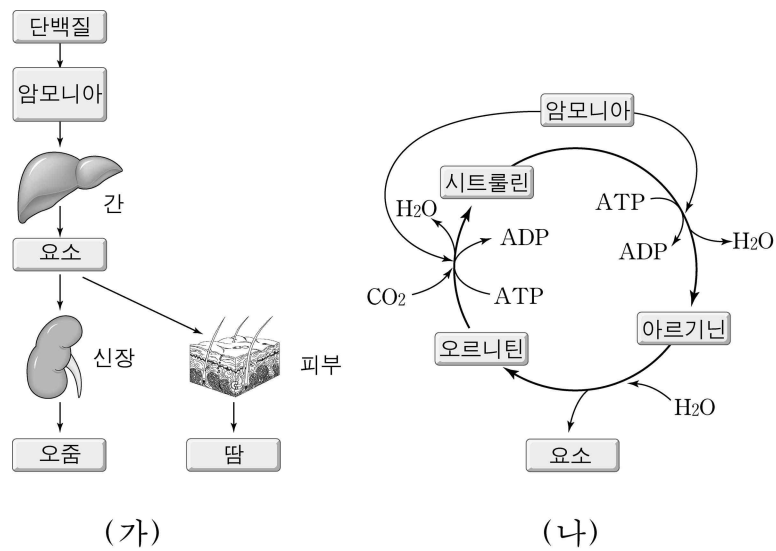 단백질
암모니아
간
요소
신장
피부
오줌
땀
(가)
암모니아
시트룰린
H2O
ADP
CO2
ATP
ATP
ADP
H2O
아르기닌
오르니틴
H2O
요소
(나)